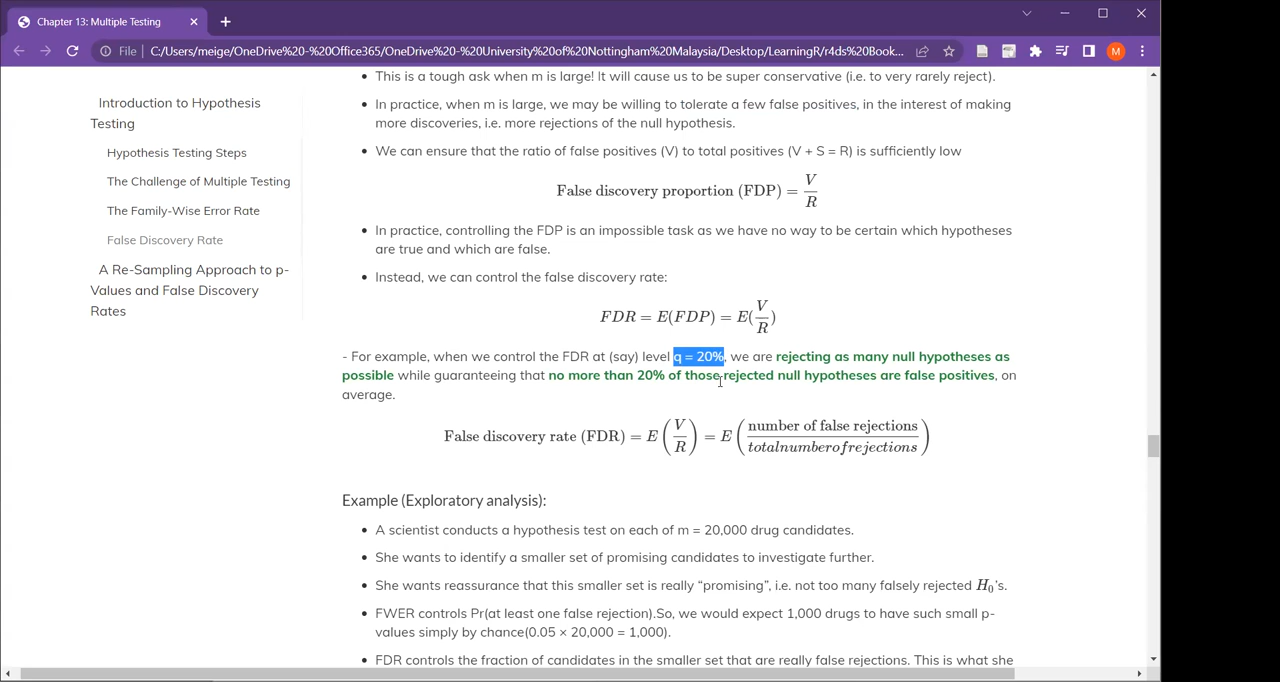 Chapter 13: Multiple Testing
File
C:/Users/meige/OneDrive%20-%20Office365/OneDrive%20-%20University%20of%20Nottingham%20Malaysia/Desktop/LearningR/r4ds%20Book...
M
Introduction to Hypothesis
Testing
Hypothesis Testing Steps
The Challenge of Multiple Testing
The Family-Wise Error Rate
False Discovery Rate
A Re-Sampling Approach to p-
Values and False Discovery
Rates
• This is a tough ask when m is large! It will cause us to be super conservative (i.e. to very rarely reject).
• In practice, when m is large, we may be willing to tolerate a few false positives, in the interest of making
more discoveries, i.e. more rejections of the null hypothesis.
• We can ensure that the ratio of false positives (V) to total positives (V + S = R) is sufficiently low
False discovery proportion (FDP) = V/R
• In practice, controlling the FDP is an impossible task as we have no way to be certain which hypotheses
are true and which are false.
• Instead, we can control the false discovery rate:
FDR = E(FDP) = E(V/R)
- For example, when we control the FDR at (say) level q = 20%, we are rejecting as many null hypotheses as
possible while guaranteeing that no more than 20% of those rejected null hypotheses are false positives, on
average.
False discovery rate (FDR) = E(V/R) = E(number of false rejections/totalnumberofrejections)
Example (Exploratory analysis):
• A scientist conducts a hypothesis test on each of m = 20,000 drug candidates.
• She wants to identify a smaller set of promising candidates to investigate further.
• She wants reassurance that this smaller set is really “promising”, i.e. not too many falsely rejected H₀'s.
• FWER controls Pr(at least one false rejection).So, we would expect 1,000 drugs to have such small p-
values simply by chance(0.05 × 20,000 = 1,000).
• FDR controls the fraction of candidates in the smaller set that are really false rejections. This is what she